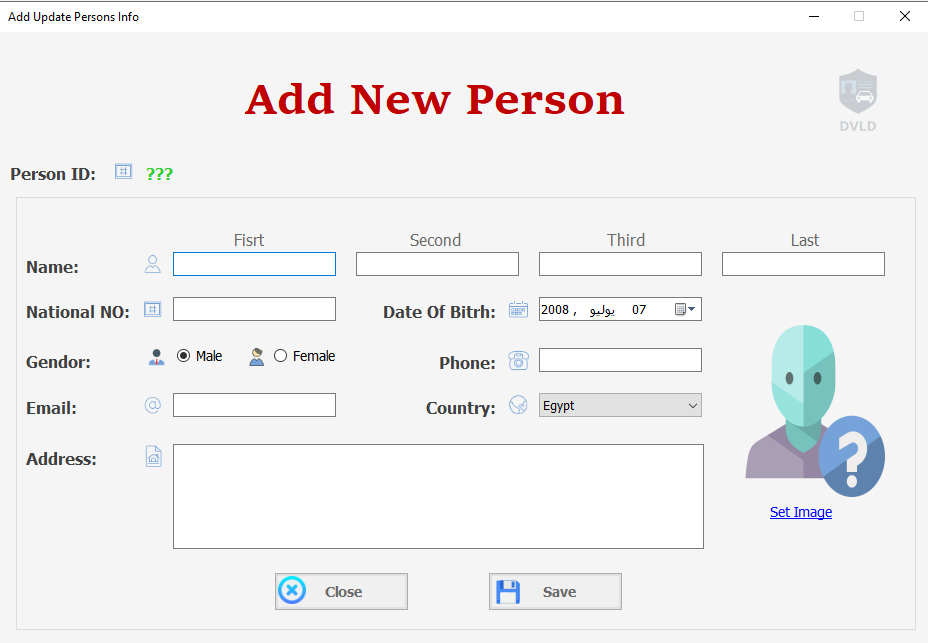 Add Update Persons Info
Add New Person
DVLD
Person ID: ???
Fisrt Second Third Last
Name:
National NO: Date Of Bitrh: 2008 , يوليو 07
Gendor: Male Female
Phone:
Email: Country: Egypt
Address:
Set Image
Close Save